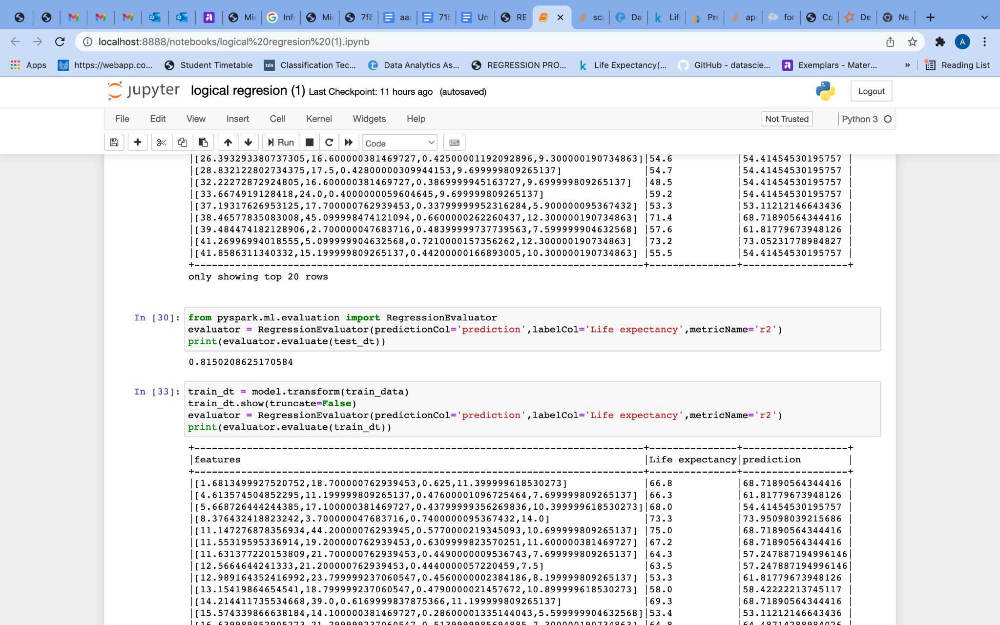 Mic
Inf
Mic
7f8
aaa
715
Un
RE
sc
Da
Life
Pre
ap
for
Co
De
Ne
localhost:8888/notebooks/logical%20regresion%20(1).ipynb
A
Apps
https://webapp.co...
Student Timetable
tds
Classification Tec...
Data Analytics As...
REGRESSION PRO...
Life Expectancy(...
GitHub - datascie...
Exemplars - Mater...
»
Reading List
jupyter logical regresion (1) Last Checkpoint: 11 hours ago (autosaved)
Logout
File Edit View Insert Cell Kernel Widgets Help
Not Trusted
Python 3
Run
Code
|[26.393293380737305,16.600000381469727,0.42500001192092896,9.300000190734863]|54.6 |54.41454530195757 |
|[28.832122802734375,17.5,0.42800000309944153,9.699999809265137] |54.7 |54.41454530195757 |
|[32.22272872924805,16.600000381469727,0.3869999945163727,9.699999809265137] |48.5 |54.41454530195757 |
|[33.6674919128418,24.0,0.4000000059604645,9.699999809265137] |59.2 |54.41454530195757 |
|[37.19317626953125,17.700000762939453,0.33799999952316284,5.900000095367432] |53.3 |53.11212146643436 |
|[38.46577835083008,45.099998474121094,0.6600000262260437,12.300000190734863] |71.4 |68.71890564344416 |
|[39.484474182128906,2.700000047683716,0.48399999737739563,7.599999904632568] |57.6 |61.81779673948126 |
|[41.26996994018555,5.099999904632568,0.7210000157356262,12.300000190734863] |73.2 |73.05231778984827 |
|[41.8586311340332,15.199999809265137,0.44200000166893005,10.300000190734863] |55.5 |54.41454530195757 |
+-----------------------------------------------------------------------------+---------------+------------------+
only showing top 20 rows
In [30]: from pyspark.ml.evaluation import RegressionEvaluator
evaluator = RegressionEvaluator(predictionCol='prediction',labelCol='Life expectancy',metricName='r2')
print(evaluator.evaluate(test_dt))
0.8150208625170584
In [33]: train_dt = model.transform(train_data)
train_dt.show(truncate=False)
evaluator = RegressionEvaluator(predictionCol='prediction',labelCol='Life expectancy',metricName='r2')
print(evaluator.evaluate(train_dt))
+-----------------------------------------------------------------------------+---------------+------------------+
|features |Life expectancy|prediction |
+-----------------------------------------------------------------------------+---------------+------------------+
|[1.6813499927520752,18.700000762939453,0.625,11.399999618530273] |66.8 |68.71890564344416 |
|[4.613574504852295,11.199999809265137,0.47600001096725464,7.699999809265137] |66.3 |61.81779673948126 |
|[5.668726444244385,17.100000381469727,0.43799999356269836,10.399999618530273]|68.0 |54.41454530195757 |
|[8.376432418823242,3.700000047683716,0.7400000095367432,14.0] |73.3 |73.95098039215686 |
|[11.147276878356934,44.20000076293945,0.5770000219345093,10.699999809265137] |75.0 |68.71890564344416 |
|[11.55319595336914,19.200000762939453,0.6309999823570251,11.600000381469727] |67.2 |68.71890564344416 |
|[11.631377220153809,21.700000762939453,0.4490000009536743,7.699999809265137] |64.3 |57.247887194996146|
|[12.5664644241333,21.200000762939453,0.4440000057220459,7.5] |63.5 |57.247887194996146|
|[12.989164352416992,23.799999237060547,0.4560000002384186,8.199999809265137] |53.3 |61.81779673948126 |
|[13.15419864654541,18.799999237060547,0.4790000021457672,10.899999618530273] |58.0 |58.42222213745117 |
|[14.214411735534668,39.0,0.6169999837875366,11.199999809265137] |69.3 |68.71890564344416 |
|[15.574339866638184,14.100000381469727,0.28600001335144043,5.599999904632568]|53.4 |53.11212146643436 |
|[16.639989852905273,21.299999237060547,0.5139999985694885,7.300000190734863] |64.8 |64.48714288984026 |